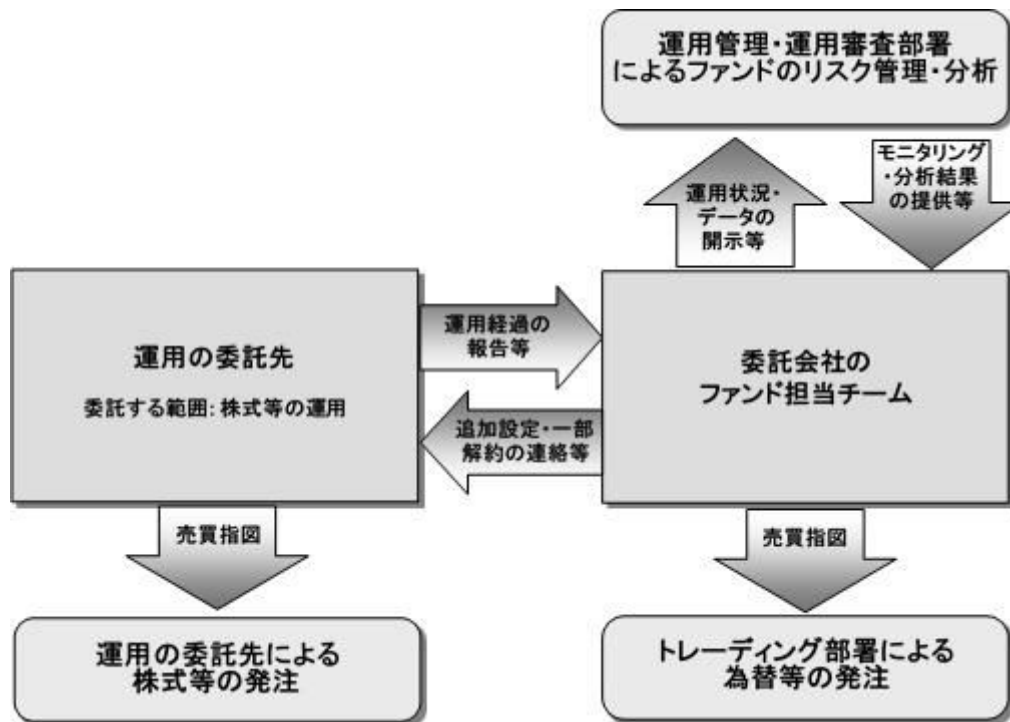 運用管理・運用審査部署
によるファンドのリスク管理・分析
運用状況・
データの
開示等
モニタリング
・分析結果
の提供等
運用の委託先
委託する範囲: 株式等の運用
運用経過の
報告等
追加設定・一部
解約の連絡等
委託会社の
ファンド担当チーム
売買指図
売買指図
運用の委託先による
株式等の発注
トレーディング部署による
為替等の発注